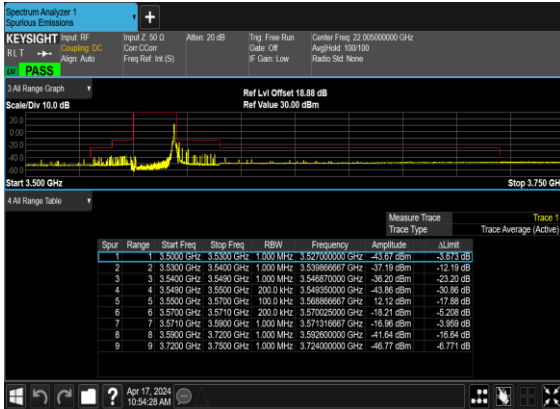 Spectrum Analyzer 1
Spurious Emissions
KEYSIGHT Input: RF Input Z: 50 Ω Atten: 20 dB Trig: Free Run Center Freq: 22.005000000 GHz
RLT Coupling: DC Corr CCorr Gate: Off Avg|Hold: 100/100
Align: Auto Freq Ref: Int (S) IF Gain: Low Radio Std: None
PASS
3 All Range Graph
Ref Lvl Offset 18.88 dB
Scale/Div 10.0 dB Ref Value 30.00 dBm
20.0
0.00
-20.0
-40.0
Start 3.500 GHz Stop 3.750 GH
4 All Range Table
Measure Trace Trace 1
Trace Type Trace Average (Active)
Spur Range Start Freq Stop Freq RBW Frequency Amplitude ΔLimit
1 1 3.5000 GHz 3.5300 GHz 1.000 MHz 3.527000000 GHz -43.67 dBm -3.673 dB
2 2 3.5300 GHz 3.5400 GHz 1.000 MHz 3.539866667 GHz -37.19 dBm -12.19 dB
3 3 3.5400 GHz 3.5490 GHz 1.000 MHz 3.546870000 GHz -36.20 dBm -23.20 dB
4 4 3.5490 GHz 3.5500 GHz 200.0 kHz 3.549350000 GHz -43.86 dBm -30.86 dB
5 5 3.5500 GHz 3.5700 GHz 100.0 kHz 3.568866667 GHz 12.12 dBm -17.88 dB
6 6 3.5700 GHz 3.5710 GHz 200.0 kHz 3.570025000 GHz -18.21 dBm -5.208 dB
7 7 3.5710 GHz 3.5900 GHz 1.000 MHz 3.571316667 GHz -16.96 dBm -3.959 dB
8 8 3.5900 GHz 3.7200 GHz 1.000 MHz 3.592600000 GHz -41.64 dBm -16.64 dB
9 9 3.7200 GHz 3.7500 GHz 1.000 MHz 3.724000000 GHz -46.77 dBm -6.771 dB
? Apr 17, 2024
10:54:28 AM